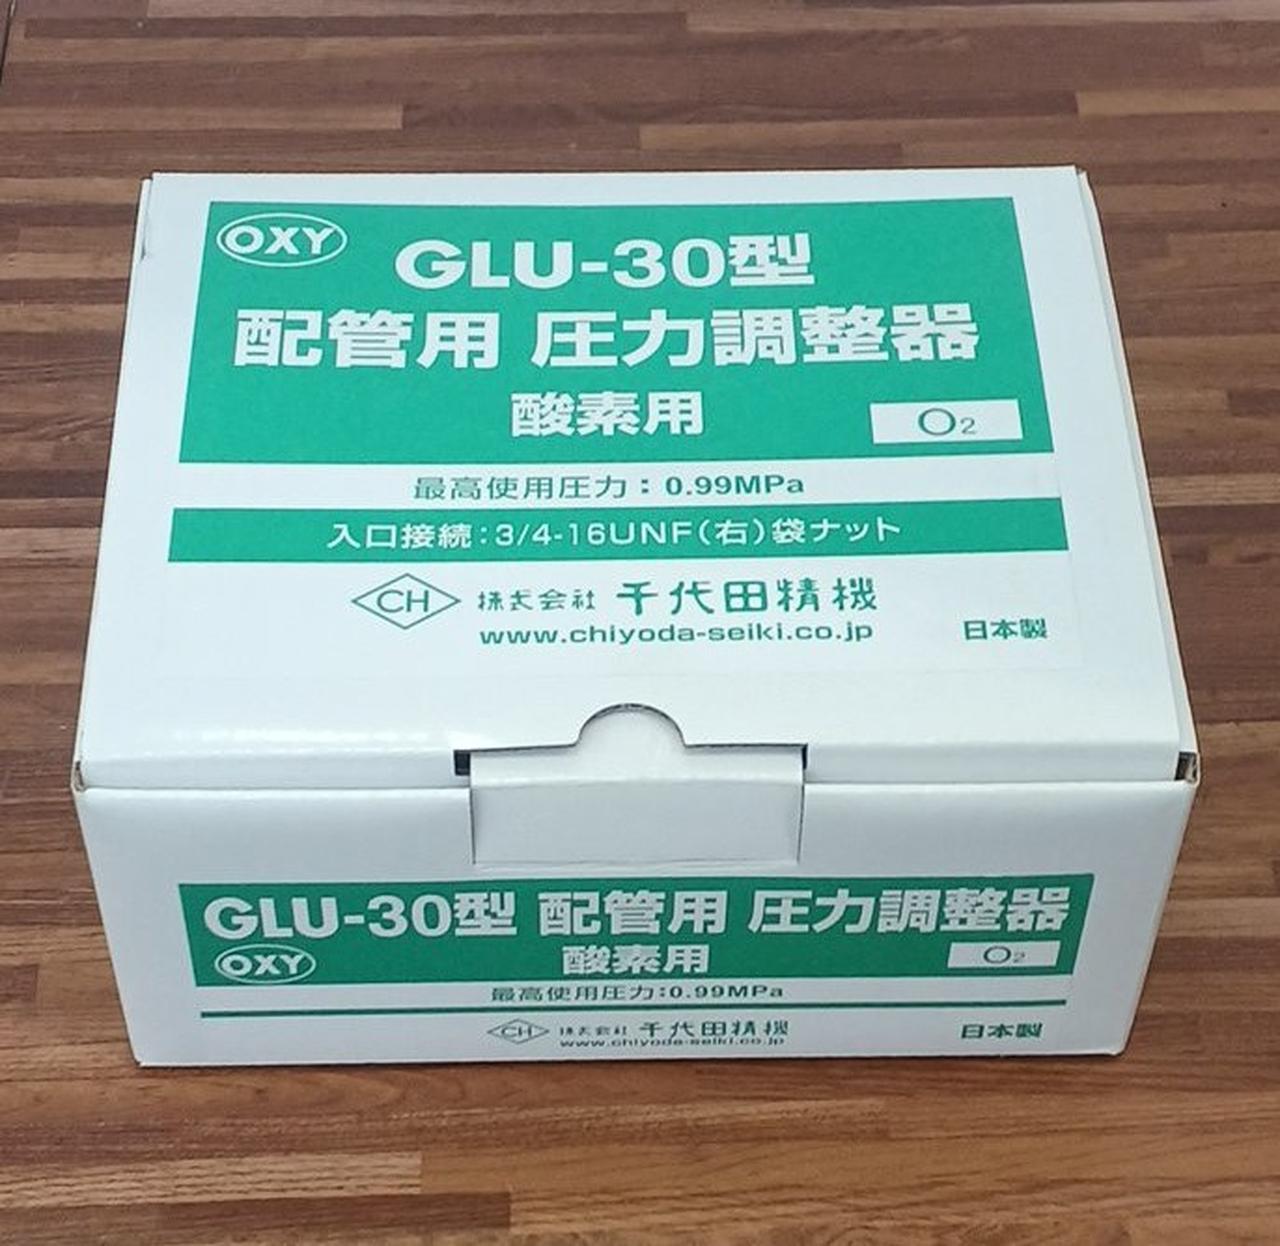 OXY
GLU-30型
配管用 圧力調整器
酸素用
O2
最高使用圧力：0.99MPa
入口接続：3/4-16UNF(右)袋ナット
CH 株式会社 千代田精機
www.chiyoda-seiki.co.jp
日本製
GLU-30型 配管用 圧力調整器
OXY
酸素用
O2
最高使用圧力：0.99MPa
CH 株式会社 千代田精機
www.chiyoda-seiki.co.jp
日本製